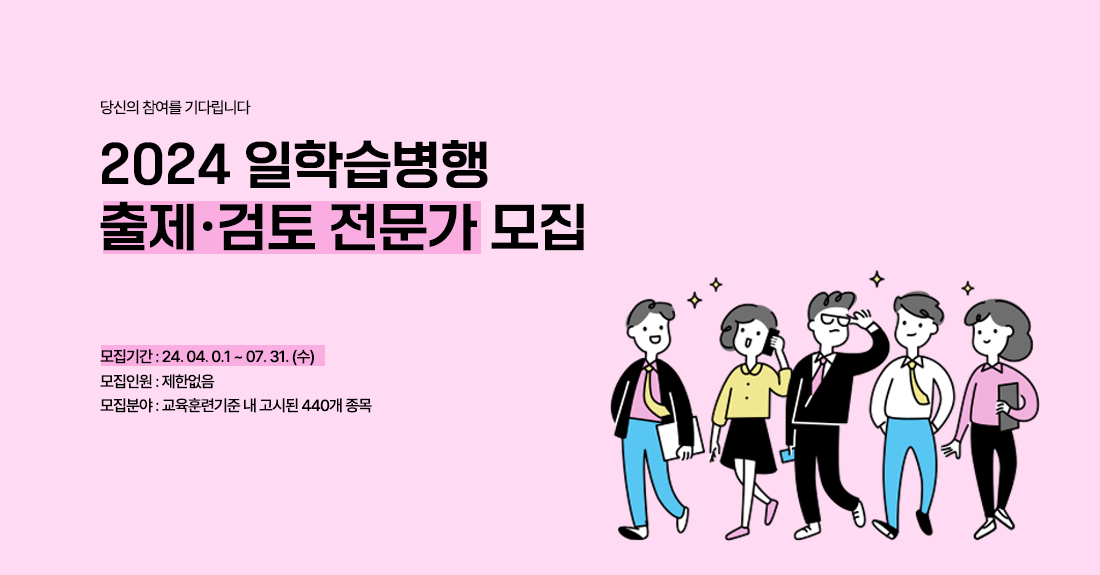 당신의 참여를 기다립니다
2024 일학습병행
출제·검토 전문가 모집
모집기간 : 24. 04. 0.1 ~ 07. 31. (수)
모집인원 : 제한없음
모집분야 : 교육훈련기준 내 고시된 440개 종목